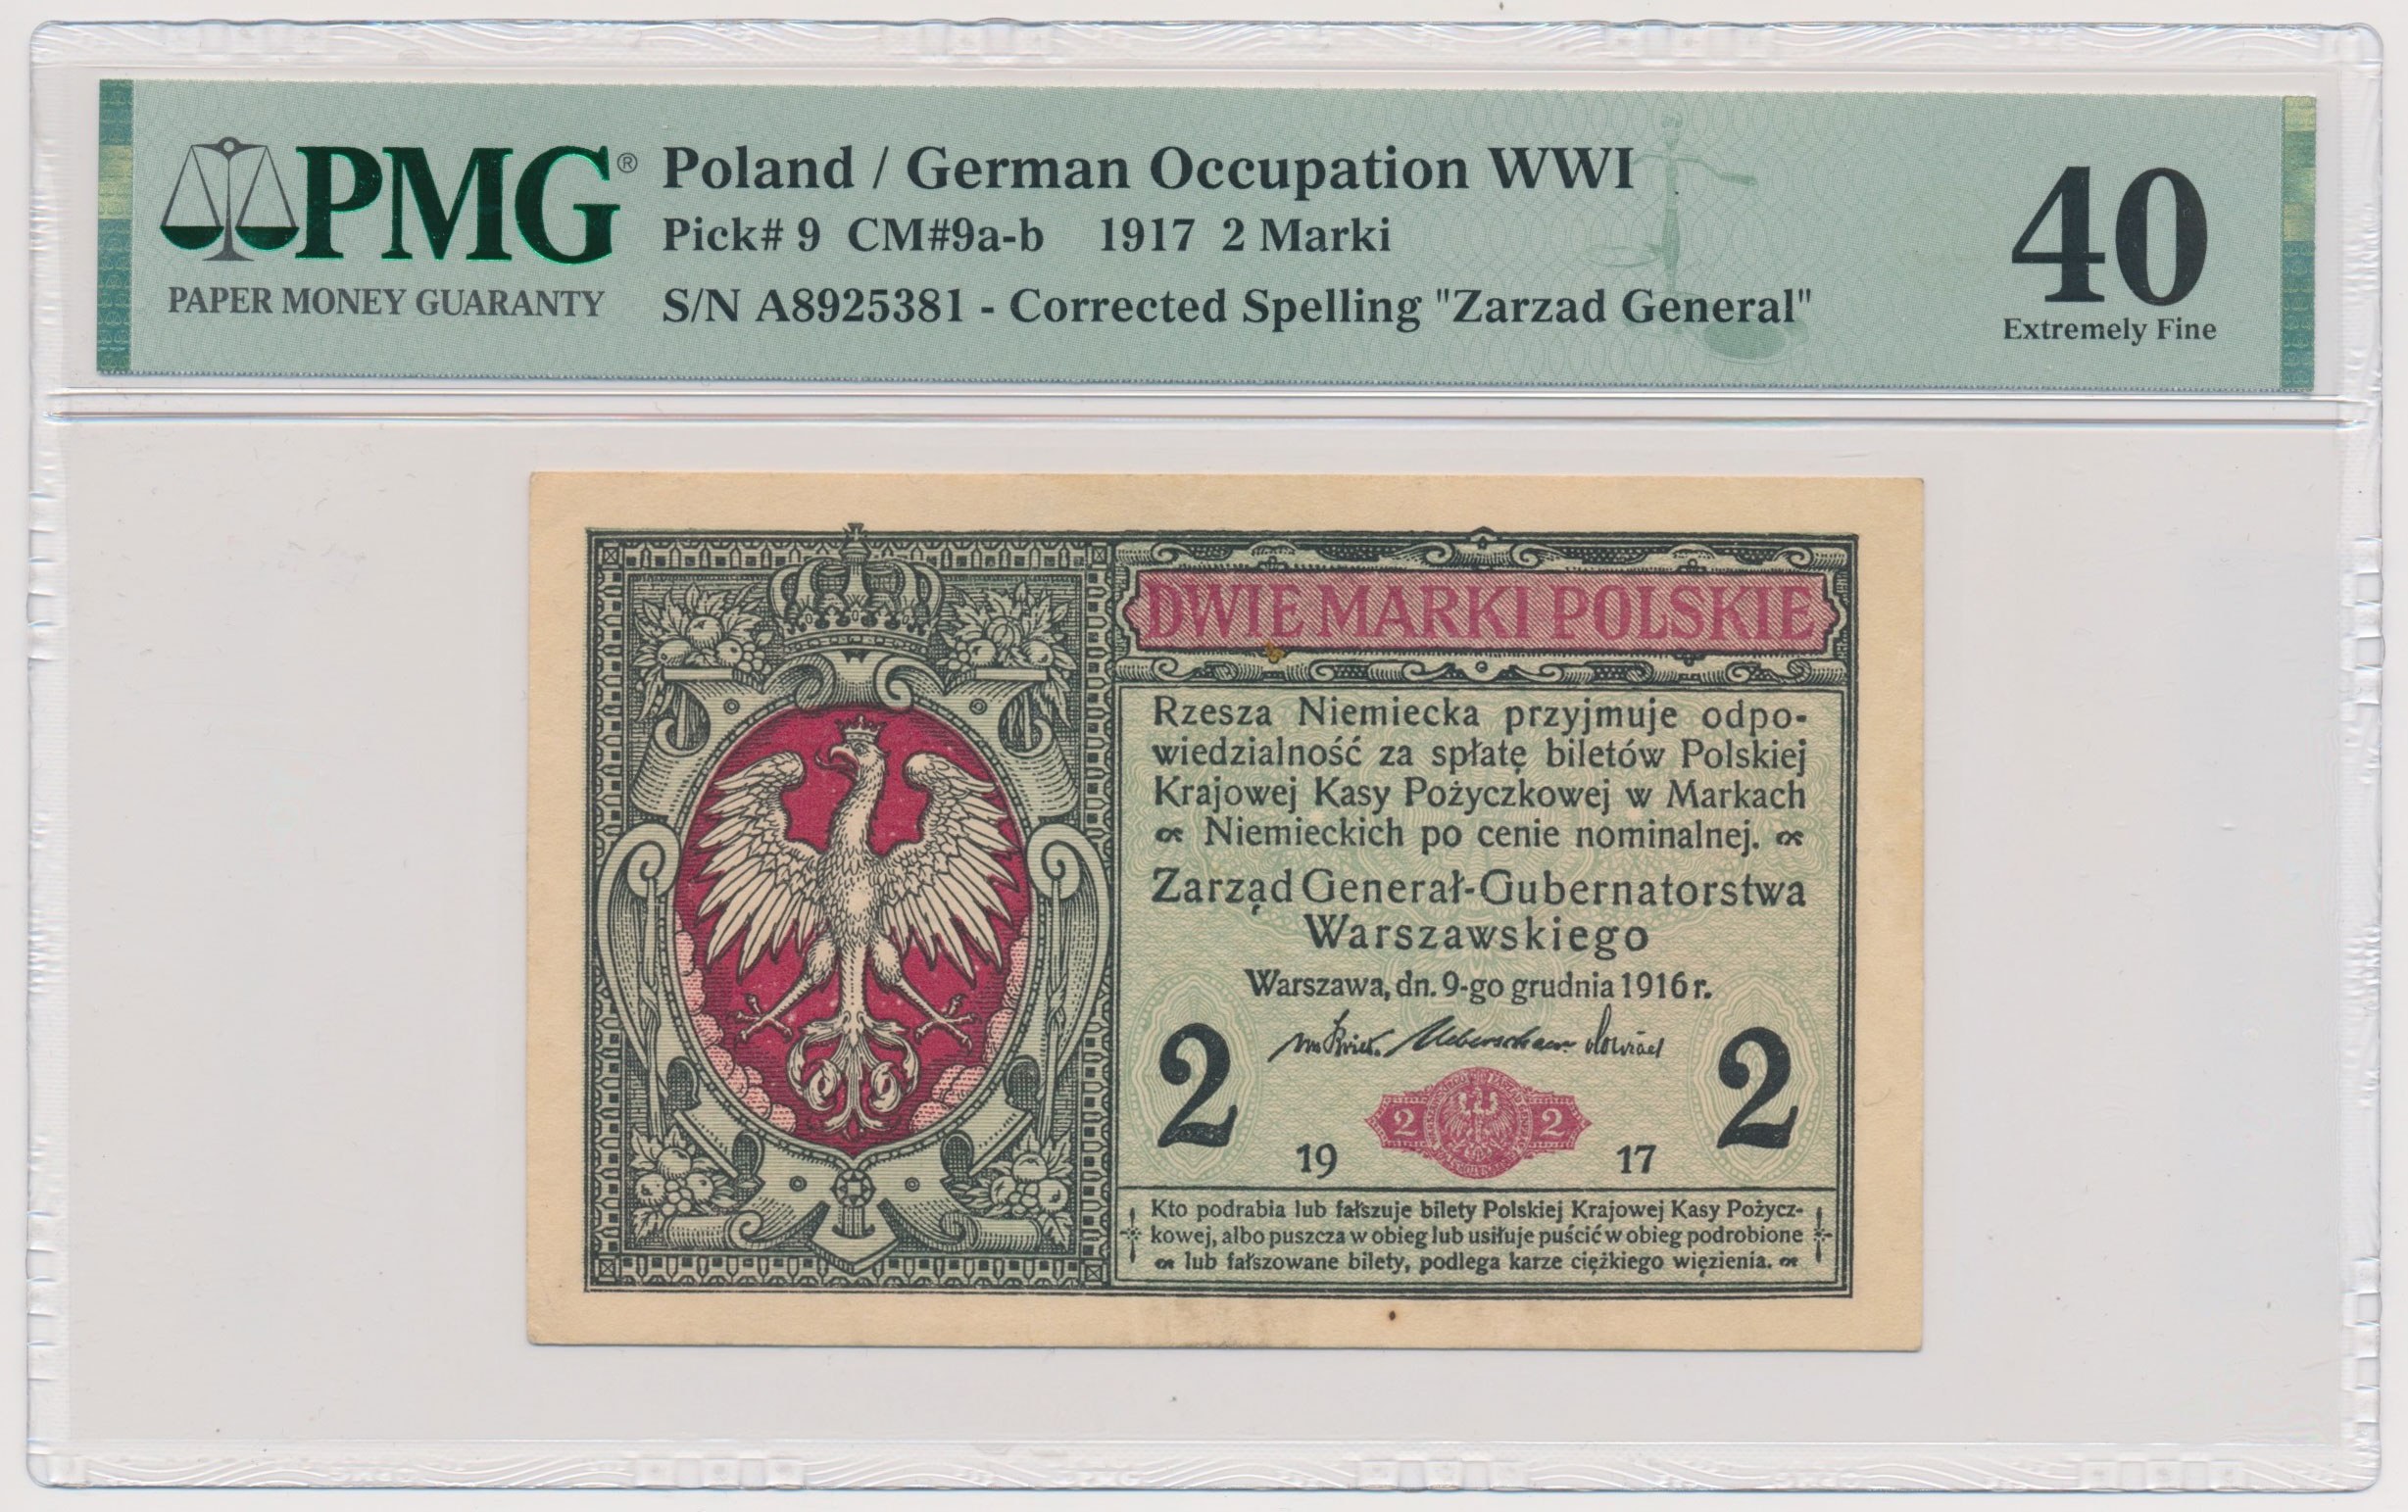 PMG®
PAPER MONEY GUARANTY
Poland / German Occupation WWI
Pick# 9 CM#9a-b 1917 2 Marki
S/N A8925381 - Corrected Spelling "Zarzad General"
40
Extremely Fine
DWIE MARKI POLSKIE
Rzesza Niemiecka przyjmuje odpo-
wiedzialność za spłatę biletów Polskiej
Krajowej Kasy Pożyczkowej w Markach
Niemieckich po cenie nominalnej.
Zarząd Generał-Gubernatorstwa
Warszawskiego
Warszawa, dn. 9-go grudnia 1916 r.
2 2
2 2
19 17
Kto podrabia lub fałszuje bilety Polskiej Krajowej Kasy Pożycz-
kowej, albo puszcza w obieg lub usiłuje puścić w obieg podrobione
lub fałszowane bilety, podlega karze ciężkiego więzienia.